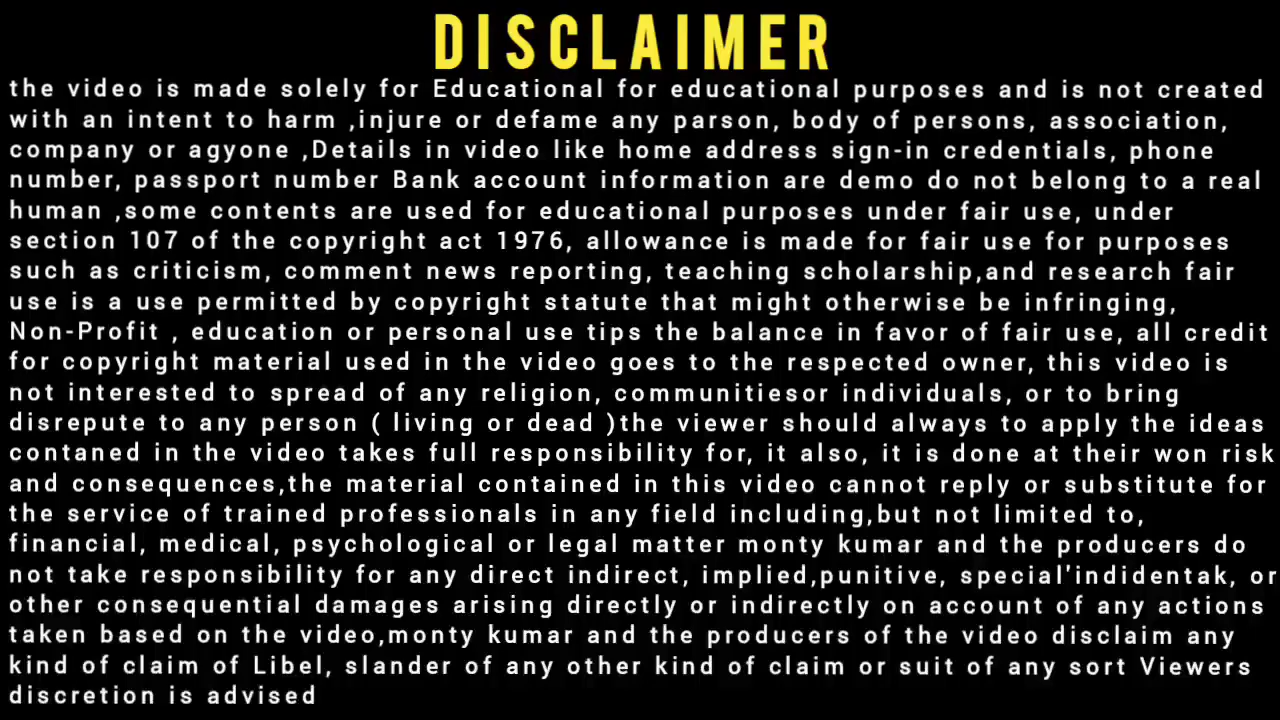 DISCLAIMER
the video is made solely for Educational for educational purposes and is not created
with an intent to harm ,injure or defame any parson, body of persons, association,
company or agyone ,Details in video like home address sign-in credentials, phone
number, passport number Bank account information are demo do not belong to a real
human ,some contents are used for educational purposes under fair use, under
section 107 of the copyright act 1976, allowance is made for fair use for purposes
such as criticism, comment news reporting, teaching scholarship,and research fair
use is a use permitted by copyright statute that might otherwise be infringing,
Non-Profit , education or personal use tips the balance in favor of fair use, all credit
for copyright material used in the video goes to the respected owner, this video is
not interested to spread of any religion, communitiesor individuals, or to bring
disrepute to any person ( living or dead )the viewer should always to apply the ideas
contaned in the video takes full responsibility for, it also, it is done at their won risk
and consequences,the material contained in this video cannot reply or substitute for
the service of trained professionals in any field including,but not limited to,
financial, medical, psychological or legal matter monty kumar and the producers do
not take responsibility for any direct indirect, implied,punitive, special'indidentak, or
other consequential damages arising directly or indirectly on account of any actions
taken based on the video,monty kumar and the producers of the video disclaim any
kind of claim of Libel, slander of any other kind of claim or suit of any sort Viewers
discretion is advised